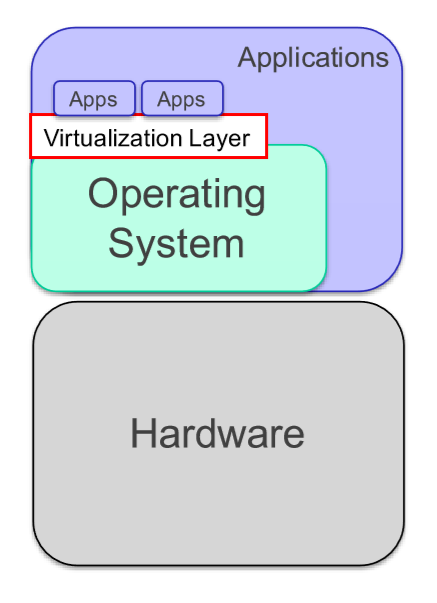 Applications
Apps Apps
Virtualization Layer
Operating
System
Hardware